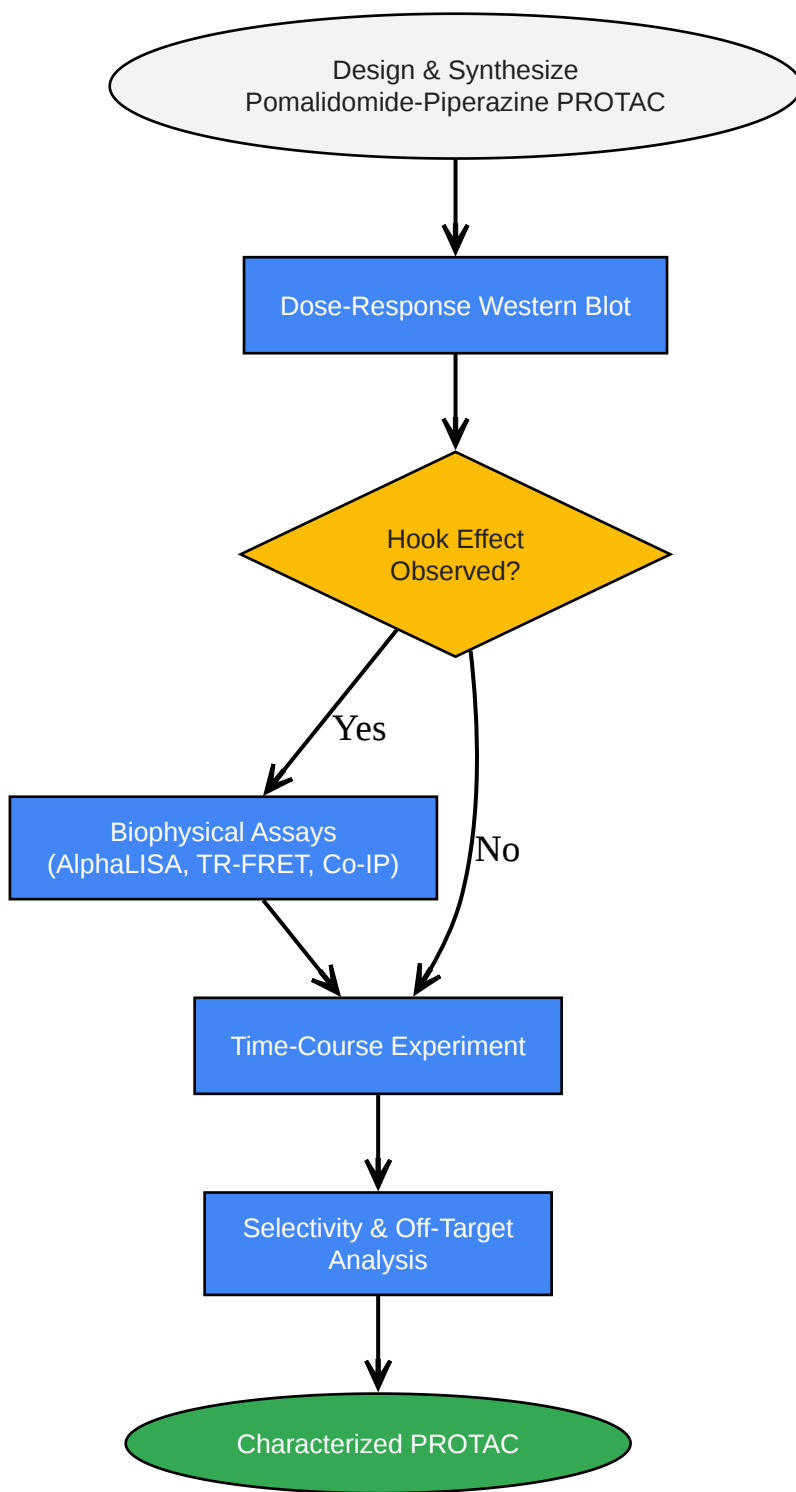 Design & Synthesize
Pomalidomide-Piperazine PROTAC
Dose-Response Western Blot
Hook Effect
Observed?
Yes
Biophysical Assays
(AlphaLISA, TR-FRET, Co-IP)
No
Time-Course Experiment
Selectivity & Off-Target
Analysis
Characterized PROTAC